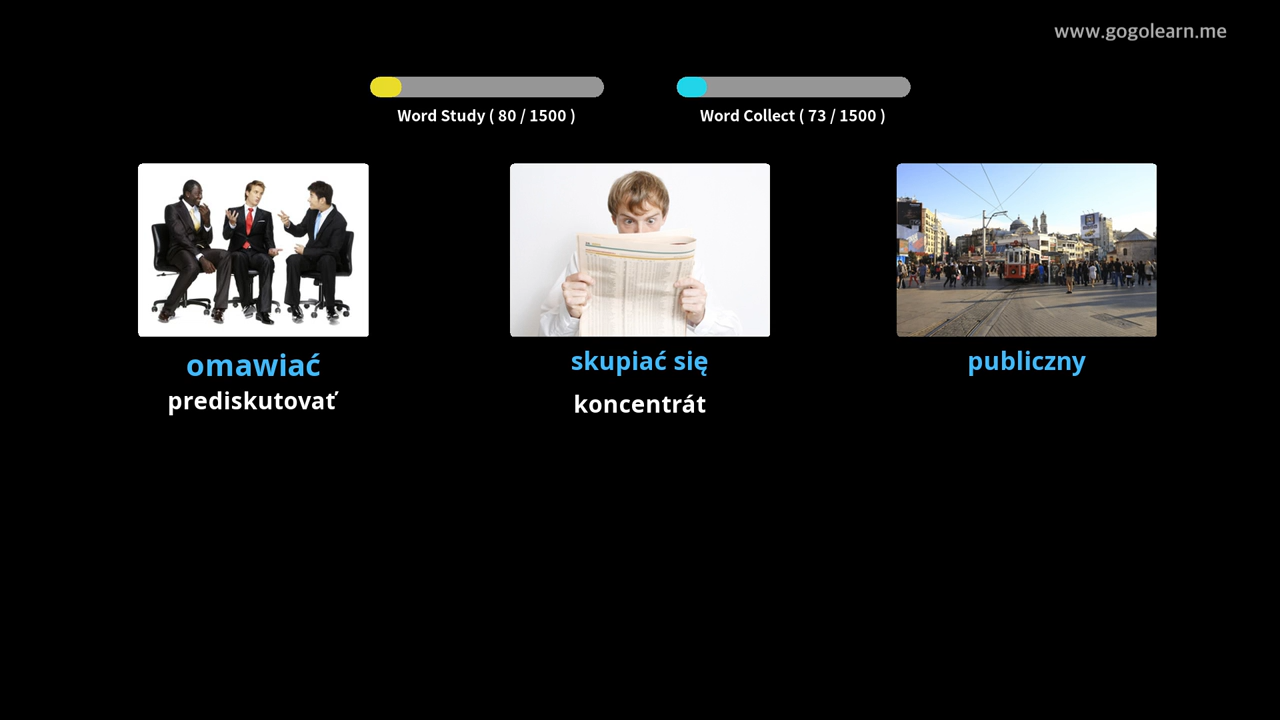 www.gogolearn.me
Word Study ( 80 / 1500 )
Word Collect ( 73 / 1500 )
omawiać
prediskutovať
skupiać się
koncentrát
publiczny